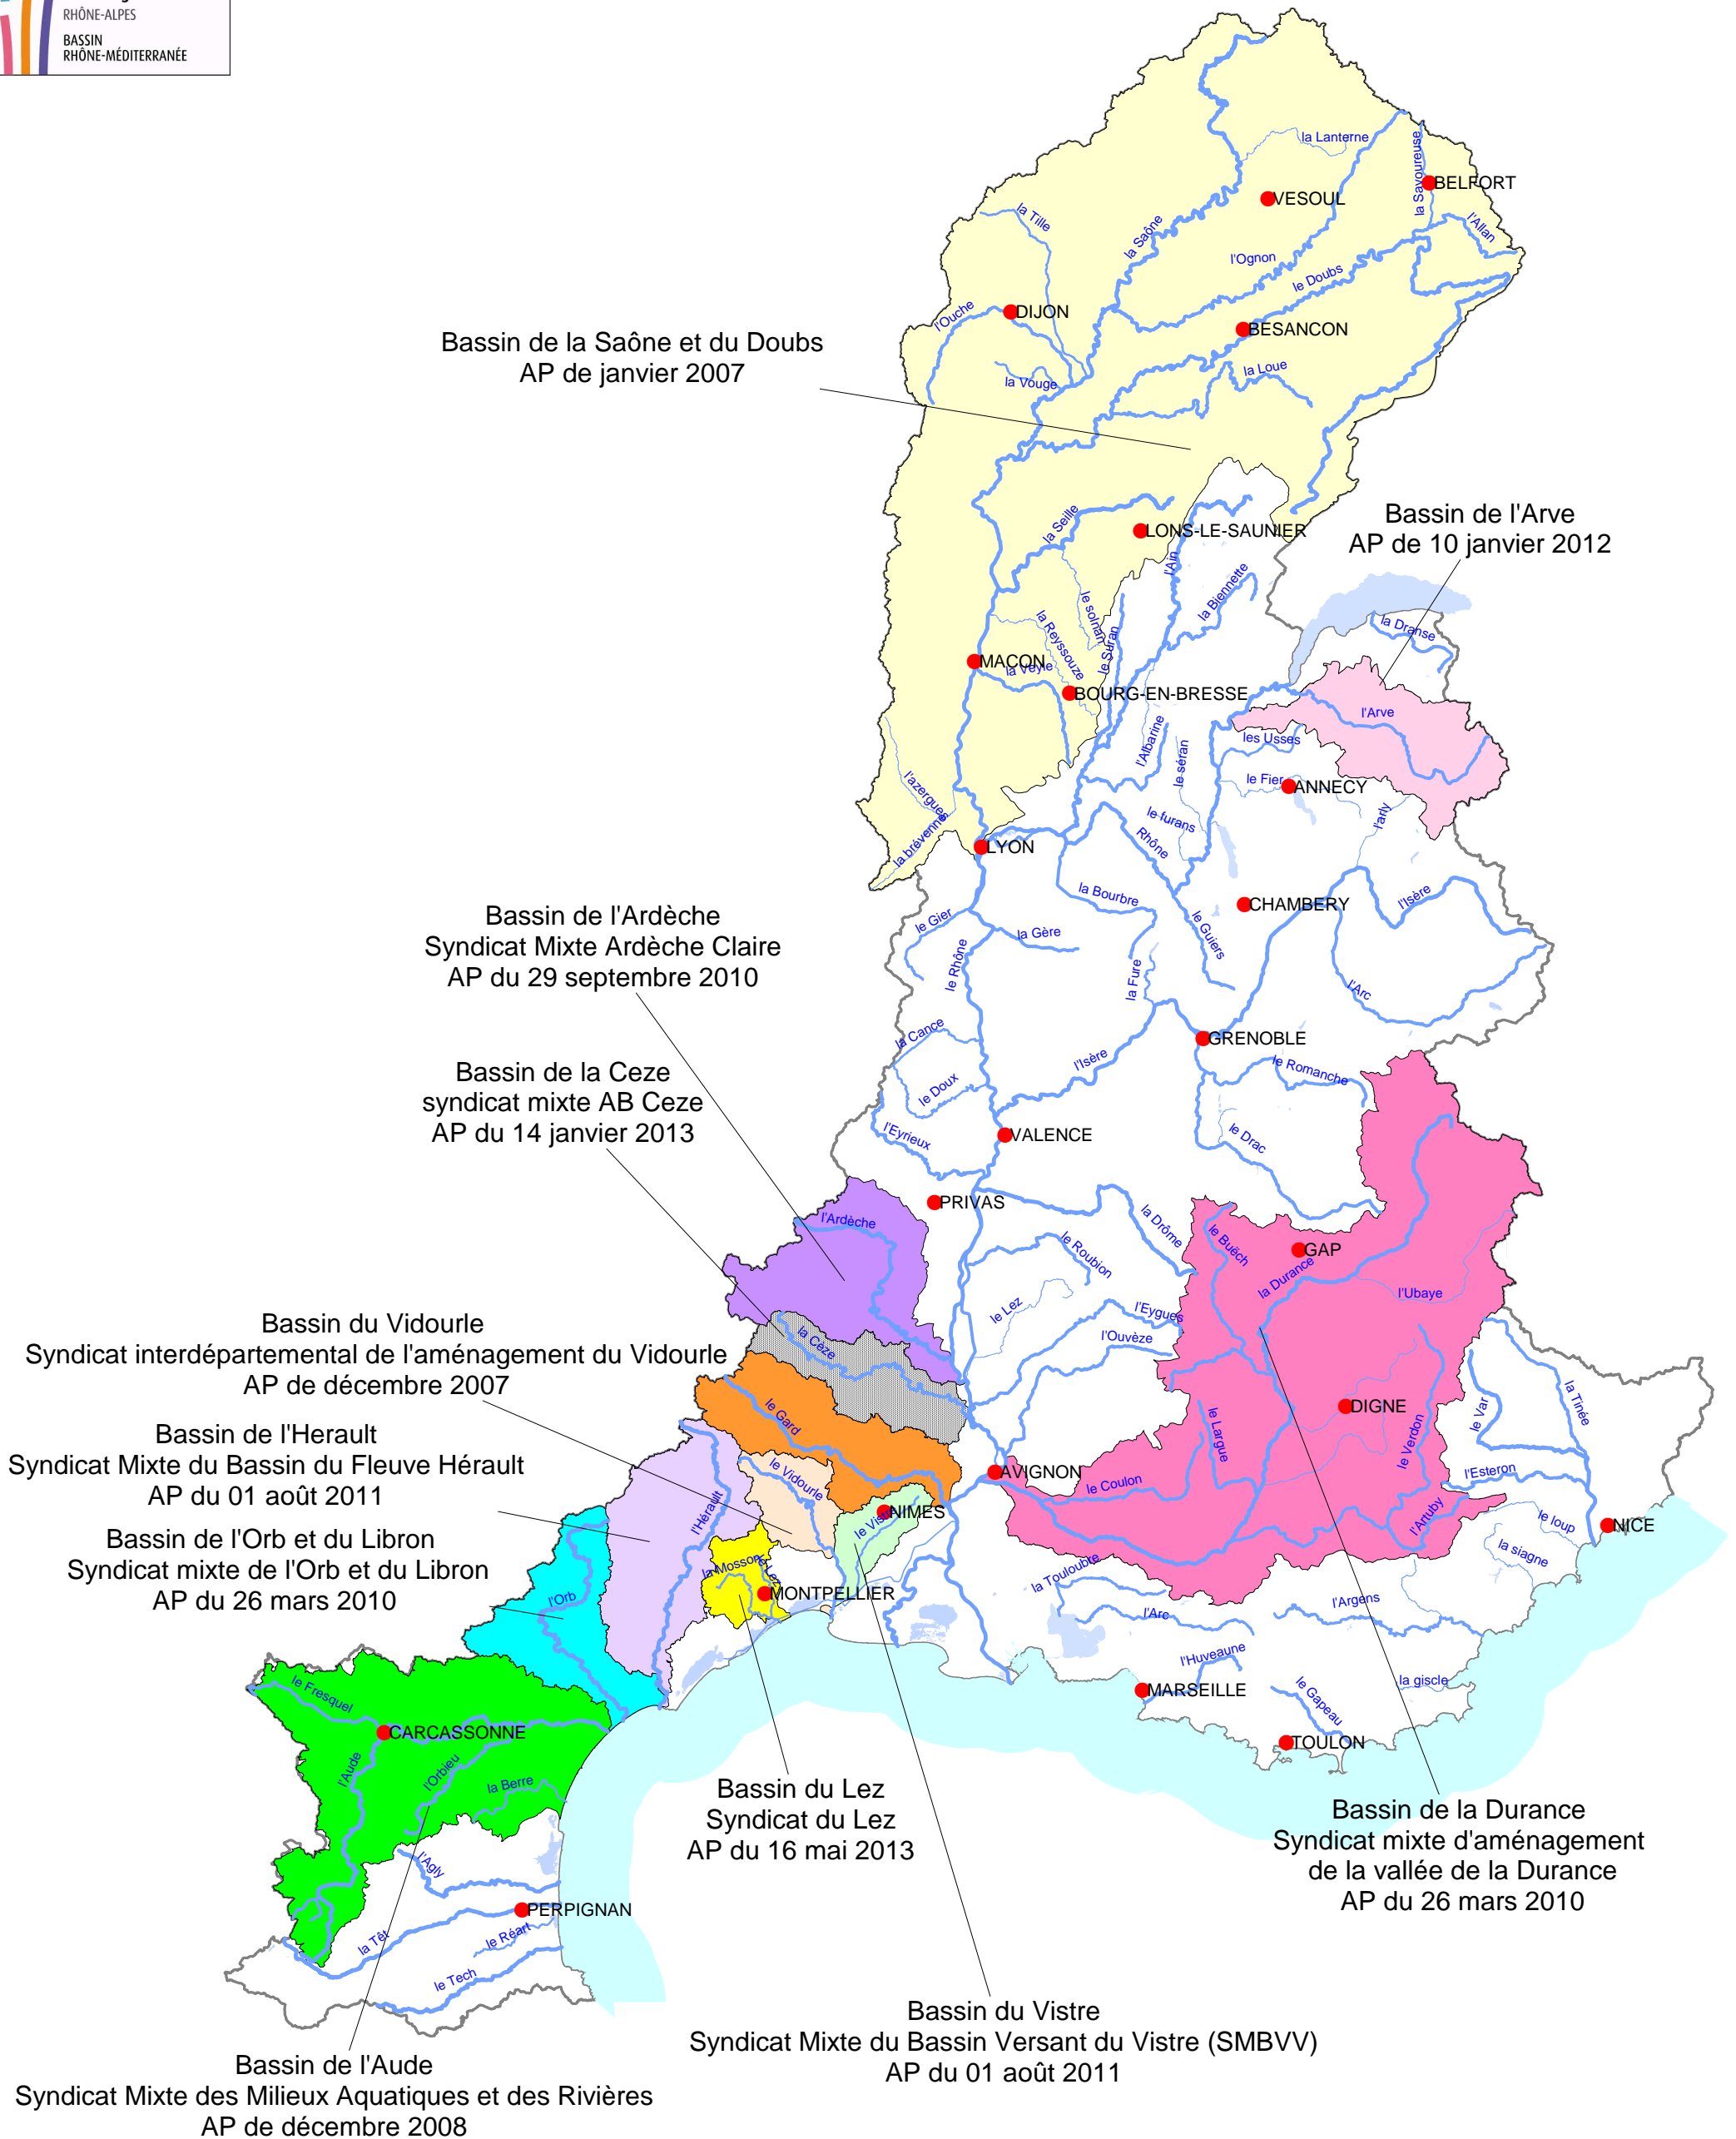 RHÔNE-ALPES
BASSIN
RHÔNE-MÉDITERRANÉE
la Lanterne
la Savoureuse
BELFORT
VESOUL
la Tille
la Saône
l'Allan
l'Ognon
le Doubs
l'Ouche
DIJON
BESANCON
Bassin de la Saône et du Doubs
AP de janvier 2007
la Vouge
la Loue
la Seille
LONS-LE-SAUNIER
Bassin de l'Arve
AP de 10 janvier 2012
l'Ain
la Biennette
le solnan
la Reyssouze
le Suran
la Dranse
MACON
la Veyle
BOURG-EN-BRESSE
l'Arve
l'Albarine
le séran
les Usses
le Fier
ANNECY
l'azergues
la brévenne
le furans
Rhône
l'arly
LYON
la Bourbre
CHAMBERY
l'Isère
Bassin de l'Ardèche
Syndicat Mixte Ardèche Claire
AP du 29 septembre 2010
le Gier
la Gère
le Guiers
le Rhône
la Fure
l'Arc
la Cance
GRENOBLE
l'Isère
le Romanche
Bassin de la Ceze
syndicat mixte AB Ceze
AP du 14 janvier 2013
le Doux
l'Eyrieux
VALENCE
le Drac
PRIVAS
l'Ardèche
la Drôme
le Roubion
le Buëch
GAP
la Durance
l'Ubaye
le Lez
l'Eygues
l'Ouvèze
Bassin du Vidourle
Syndicat interdépartemental de l'aménagement du Vidourle
AP de décembre 2007
la Cèze
le Gard
le Largue
DIGNE
le Verdon
le Var
la Tinée
Bassin de l'Herault
Syndicat Mixte du Bassin du Fleuve Hérault
AP du 01 août 2011
le Vidourle
AVIGNON
le Coulon
l'Esteron
l'Hérault
NIMES
l'Artuby
le loup
NICE
la siagne
Bassin de l'Orb et du Libron
Syndicat mixte de l'Orb et du Libron
AP du 26 mars 2010
l'Orb
la Mosson
MONTPELLIER
la Touloubre
l'Arc
l'Argens
l'Huveaune
MARSEILLE
le Gapeau
la giscle
TOULON
le Fresquel
CARCASSONNE
l'Aude
l'Orbieu
la Berre
Bassin du Lez
Syndicat du Lez
AP du 16 mai 2013
Bassin de la Durance
Syndicat mixte d'aménagement
de la vallée de la Durance
AP du 26 mars 2010
l'Agly
PERPIGNAN
la Têt
le Réart
le Tech
Bassin du Vistre
Syndicat Mixte du Bassin Versant du Vistre (SMBVV)
AP du 01 août 2011
Bassin de l'Aude
Syndicat Mixte des Milieux Aquatiques et des Rivières
AP de décembre 2008